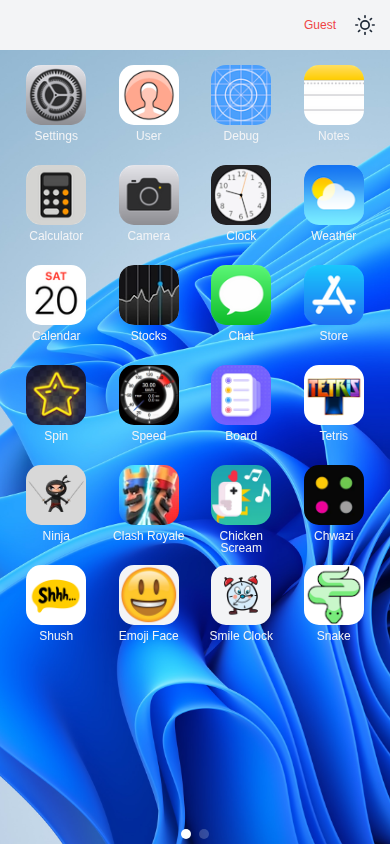 Guest
Settings
User
Debug
Notes
Calculator
Camera
Clock
Weather
SAT
20
Calendar
Stocks
Chat
Store
Spin
Speed
Board
TETRIS
Tetris
Ninja
Clash Royale
Chicken
Scream
Chwazi
Shhh...
Shush
Emoji Face
Smile Clock
Snake